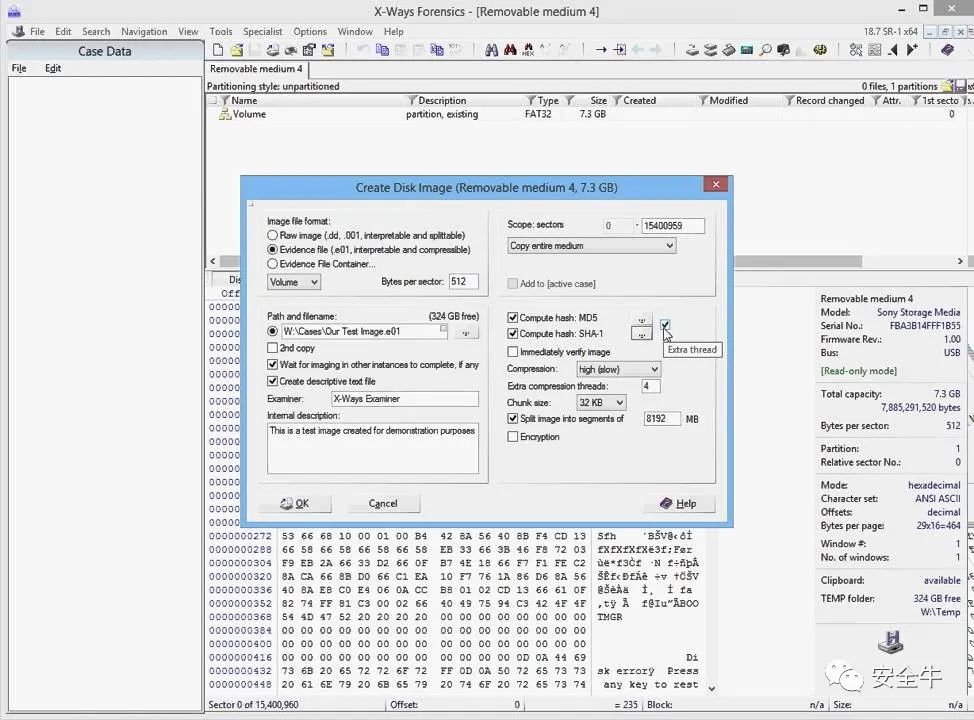 X-Ways Forensics - [Removable medium 4]
File Edit Search Navigation View Tools Specialist Options Window Help
18.7 SR-1 x64
Case Data
File Edit
Removable medium 4
Partitioning style: unpartitioned
0 files, 1 partitions
Name Description Type Size Created Modified Record changed Attr. 1st secto
Volume partition, existing FAT32 7.3 GB 0
Create Disk Image (Removable medium 4, 7.3 GB)
Image file format:
Raw image (.dd, .001, interpretable and splittable)
Evidence file (.e01, interpretable and compressible)
Evidence File Container...
Volume
Bytes per sector: 512
Scope: sectors 0 - 15400959
Copy entire medium
Add to [active case]
Path and filename: (324 GB free)
W:\Cases\Our Test Image.e01 ...
2nd copy
Wait for imaging in other instances to complete, if any
Create descriptive text file
Examiner: X-Ways Examiner
Internal description:
This is a test image created for demonstration purposes
Compute hash: MD5 ...
Compute hash: SHA-1 ...
Extra thread
Immediately verify image
Compression: high (slow)
Extra compression threads: 4
Chunk size: 32 KB
Split image into segments of 8192 MB
Encryption
OK Cancel Help
Removable medium 4
Model: Sony Storage Media
Serial No.: FBA3B14FFF1B55
Firmware Rev.: 1.00
Bus: USB
[Read-only mode]
Total capacity: 7.3 GB
7,885,291,520 bytes
Bytes per sector: 512
Partition: 1
Relative sector No.: 0
Mode: hexadecimal
Character set: ANSI ASCII
Offsets: decimal
Bytes per page: 29x16=464
Window #: 1
No. of windows: 1
Clipboard: available
TEMP folder: 324 GB free
W:\Temp
0000000272 53 66 68 10 00 01 00 B4 42 8A 56 40 8B F4 CD 13
0000000288 66 58 66 58 66 58 66 58 EB 33 66 3B 46 F8 72 03
0000000304 F9 EB 2A 66 33 D2 66 0F B7 4E 18 66 F7 F1 FE C2
0000000320 8A CA 66 8B D0 66 C1 EA 10 F7 76 1A 86 D6 8A 56
0000000336 40 8A E8 C0 E4 06 0A CC B8 01 02 CD 13 66 61 0F
0000000352 82 74 FF 81 C3 00 02 66 40 49 75 94 C3 42 4F 4F
0000000368 54 4D 47 52 20 20 20 20 00 00 00 00 00 00 00 00
TMGR
0000000384 00 00 00 00 00 00 00 00 00 00 00 00 00 00 00 00
0000000400 00 00 00 00 00 00 00 00 00 00 00 00 00 00 00 00
0000000416 00 00 00 00 00 00 00 00 00 00 00 00 0D 0A 44 69 Di
0000000432 73 6B 20 65 72 72 6F 72 FF 0D 0A 50 72 65 73 73 sk errorÿ Press
0000000448 20 61 6E 79 20 6B 65 79 20 74 6F 20 72 65 73 74 any key to rest
Sector 0 of 15,400,960 Offset: 0 = 235 Block: n/a Size: n/a
安全牛